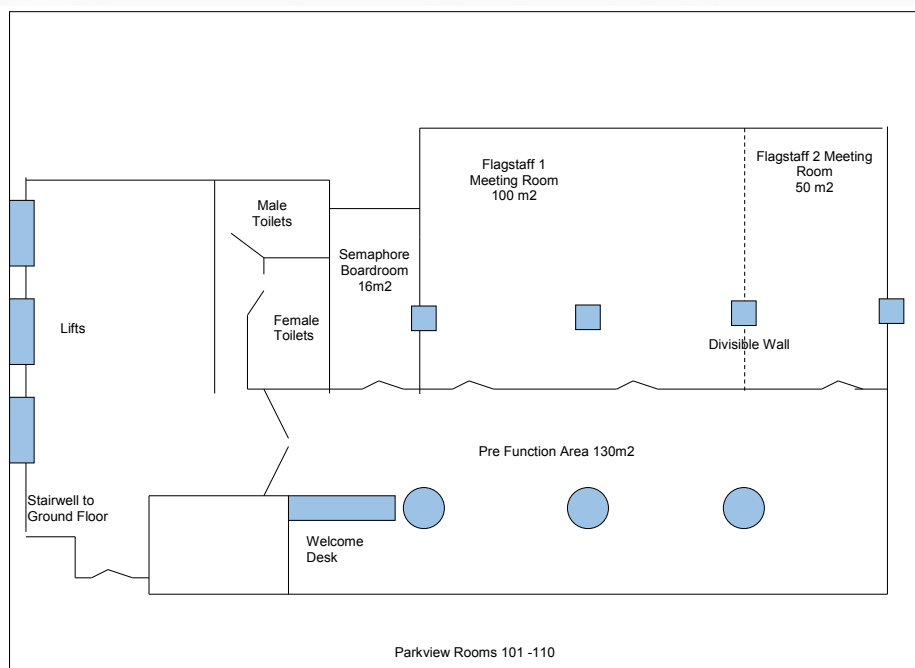 Flagstaff 1
Meeting Room
100 m2
Flagstaff 2 Meeting
Room
50 m2
Male
Toilets
Semaphore
Boardroom
16m2
Lifts
Female
Toilets
Divisible Wall
Pre Function Area 130m2
Stairwell to
Ground Floor
Welcome
Desk
Parkview Rooms 101 -110